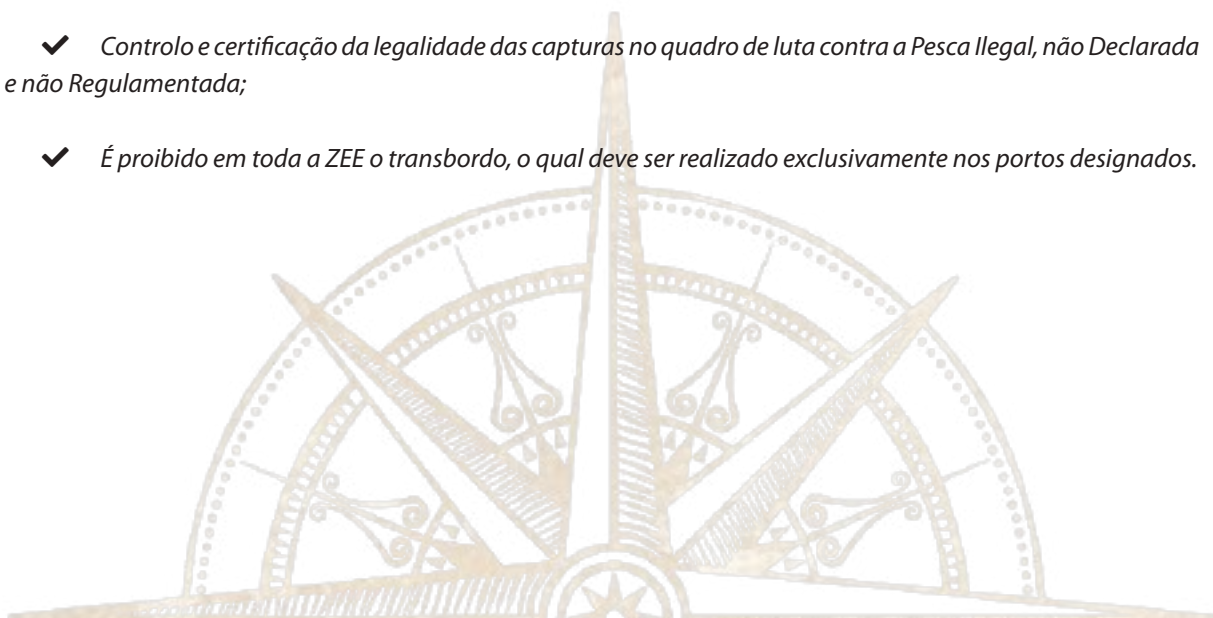 ✔ Controlo e certificação da legalidade das capturas no quadro de luta contra a Pesca Ilegal, não Declarada
e não Regulamentada;
✔ É proibido em toda a ZEE o transbordo, o qual deve ser realizado exclusivamente nos portos designados.